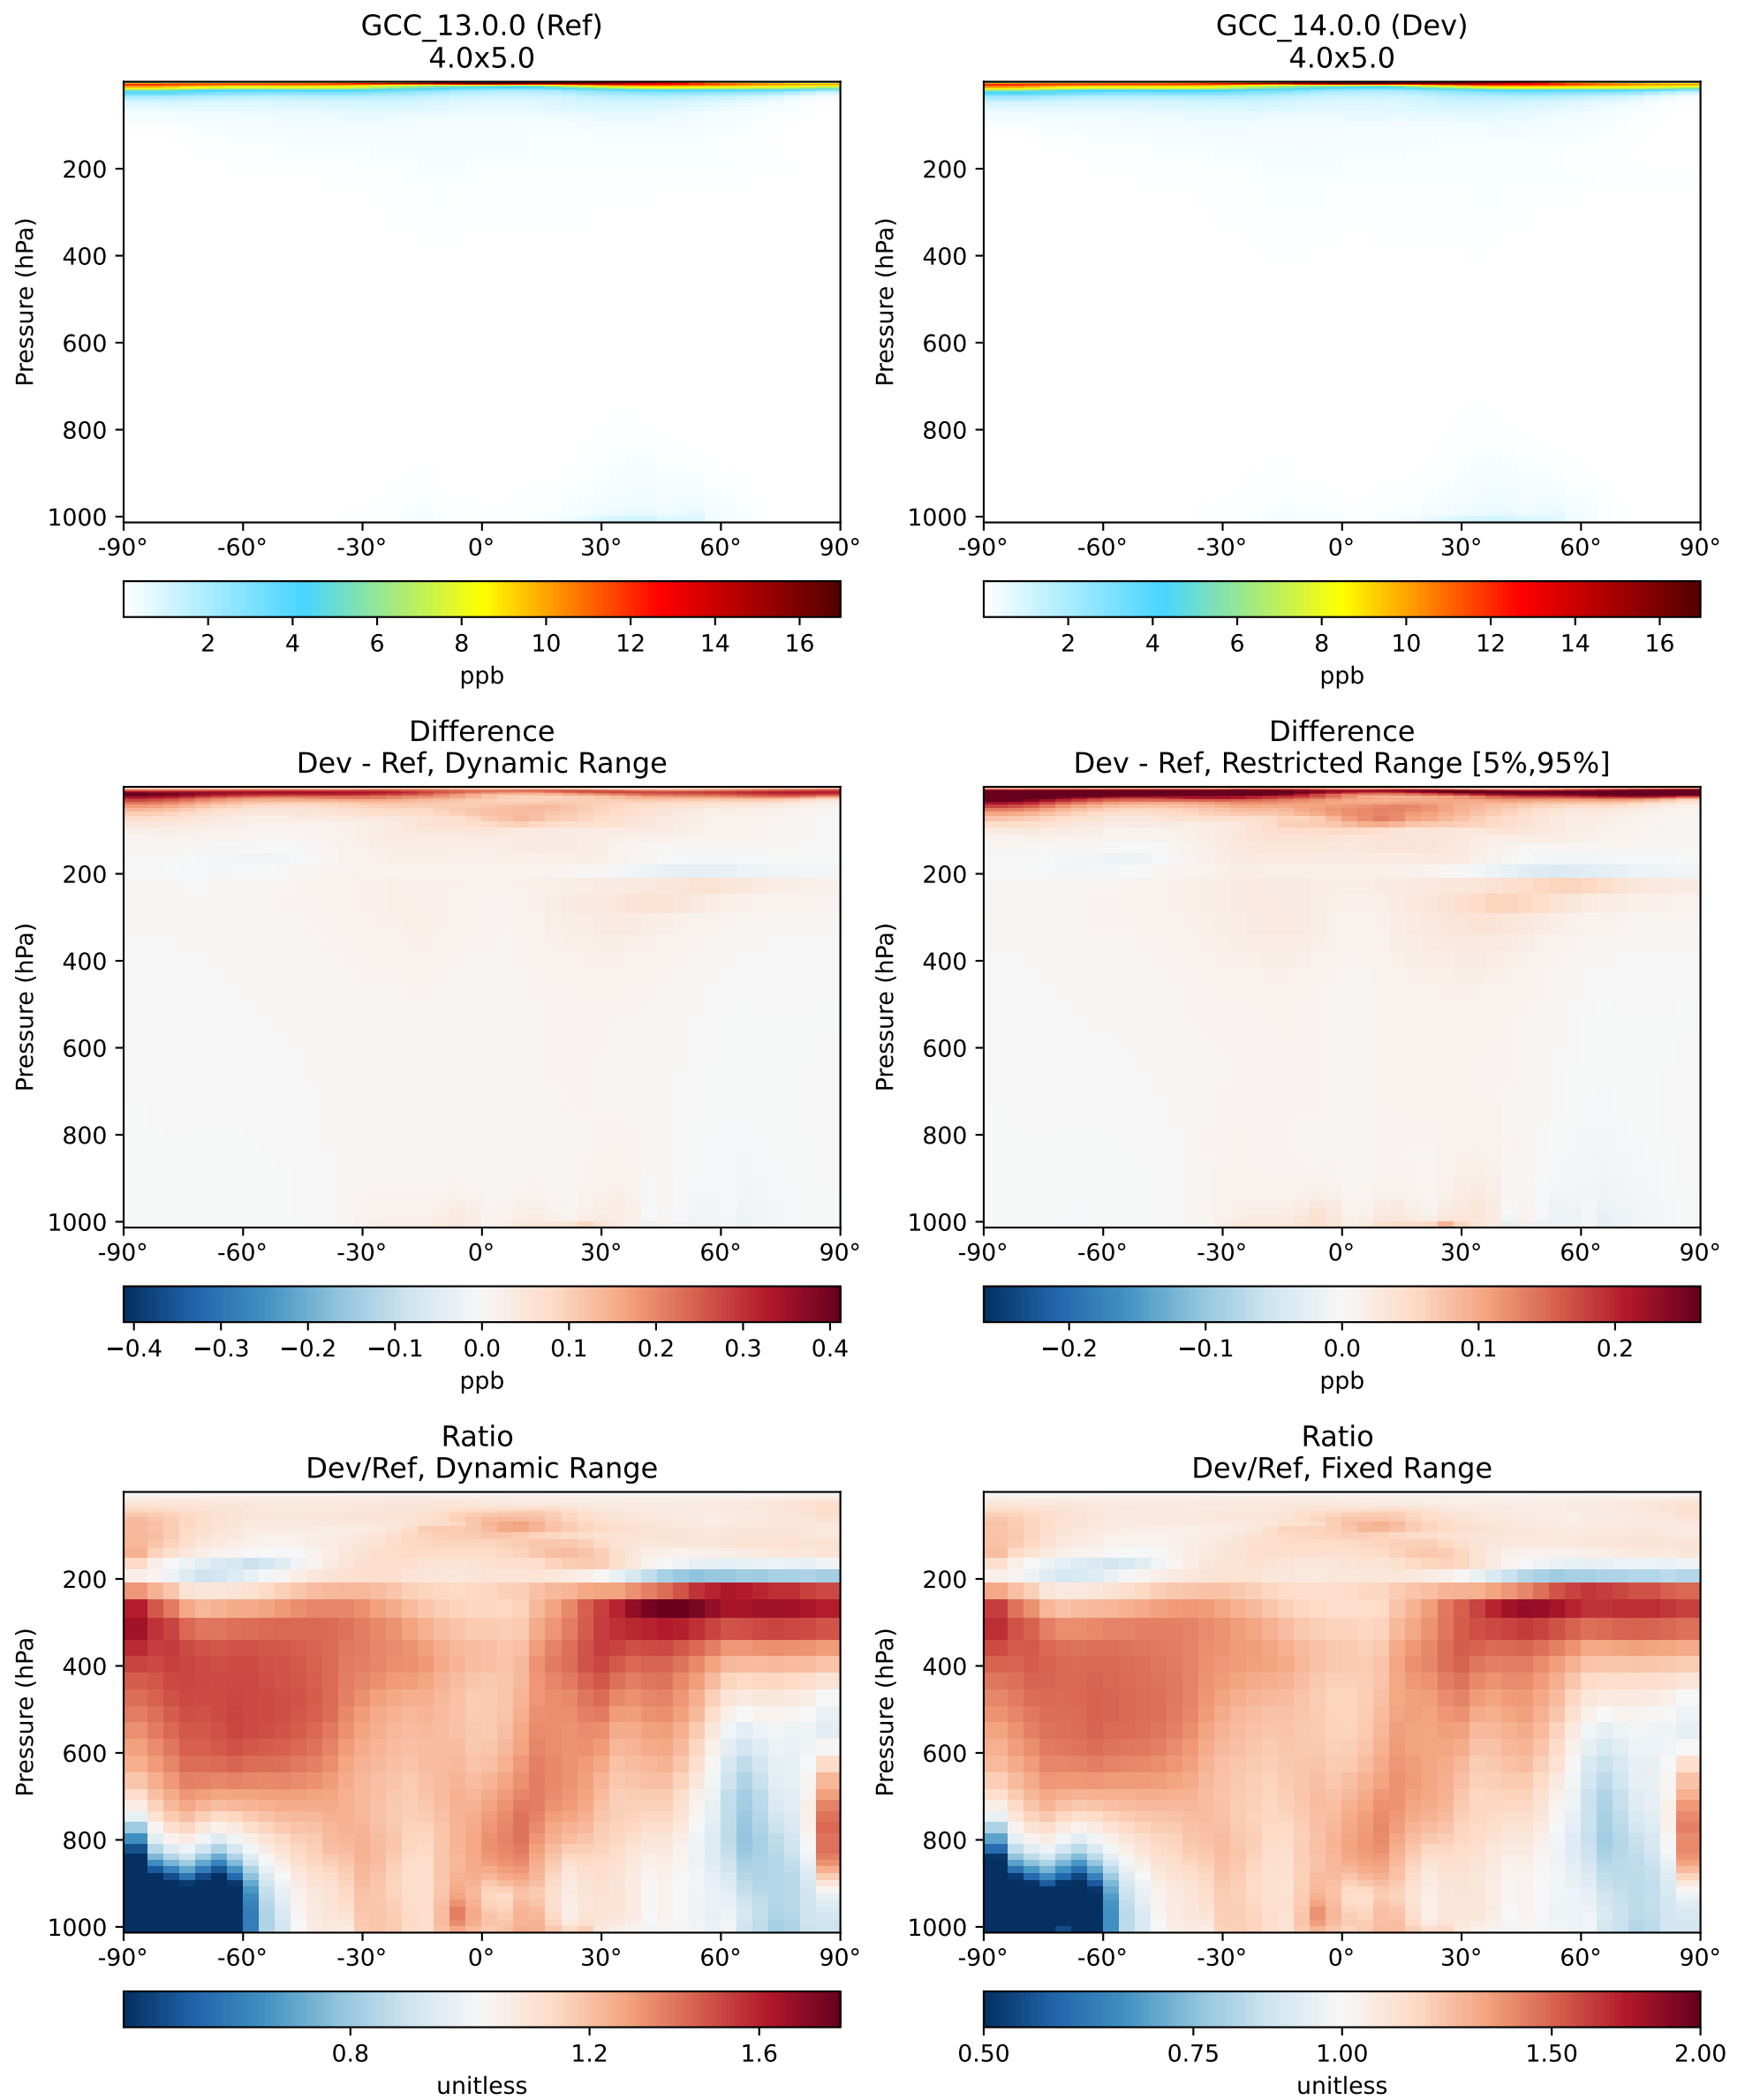 GCC_13.0.0 (Ref)
4.0x5.0
Pressure (hPa)
200
400
600
800
1000
-90° -60° -30° 0° 30° 60° 90°
2 4 6 8 10 12 14 16
ppb
GCC_14.0.0 (Dev)
4.0x5.0
Pressure (hPa)
200
400
600
800
1000
-90° -60° -30° 0° 30° 60° 90°
2 4 6 8 10 12 14 16
ppb
Difference
Dev - Ref, Dynamic Range
Pressure (hPa)
200
400
600
800
1000
-90° -60° -30° 0° 30° 60° 90°
−0.4 −0.3 −0.2 −0.1 0.0 0.1 0.2 0.3 0.4
ppb
Difference
Dev - Ref, Restricted Range [5%,95%]
Pressure (hPa)
200
400
600
800
1000
-90° -60° -30° 0° 30° 60° 90°
−0.2 −0.1 0.0 0.1 0.2
ppb
Ratio
Dev/Ref, Dynamic Range
Pressure (hPa)
200
400
600
800
1000
-90° -60° -30° 0° 30° 60° 90°
0.8 1.2 1.6
unitless
Ratio
Dev/Ref, Fixed Range
Pressure (hPa)
200
400
600
800
1000
-90° -60° -30° 0° 30° 60° 90°
0.50 0.75 1.00 1.50 2.00
unitless